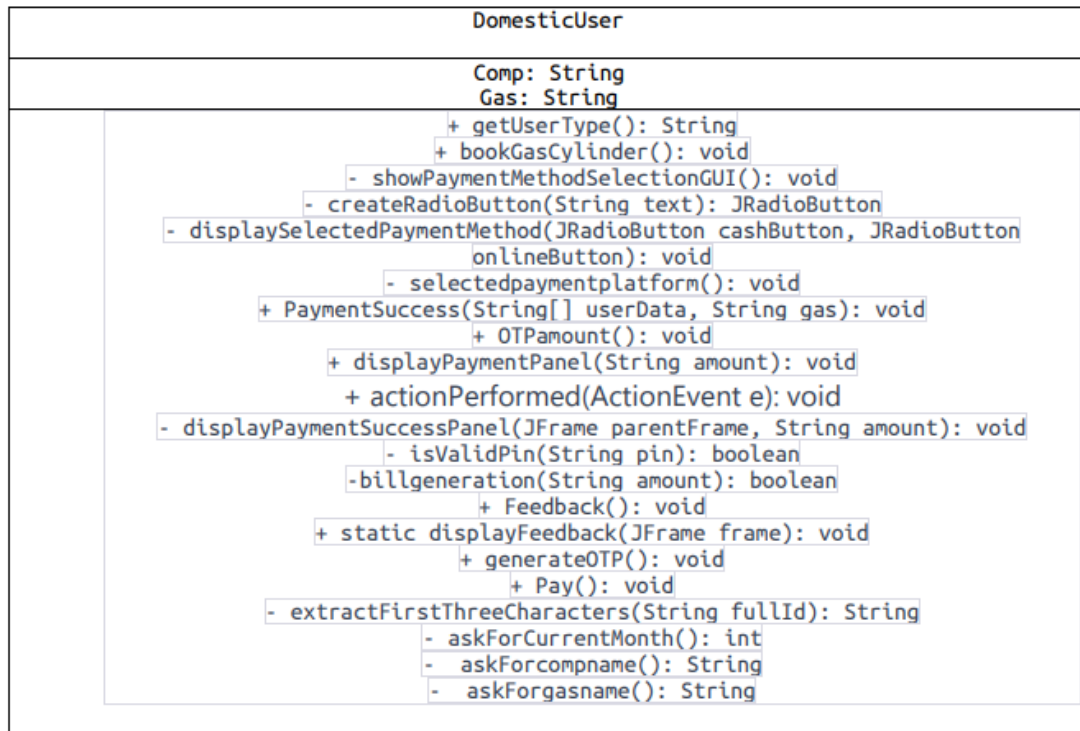 DomesticUser
Comp: String
Gas: String
+ getUserType(): String
+ bookGasCylinder(): void
- showPaymentMethodSelectionGUI(): void
- createRadioButton(String text): JRadioButton
- displaySelectedPaymentMethod(JRadioButton cashButton, JRadioButton
onlineButton): void
- selectedpaymentplatform(): void
+ PaymentSuccess(String[] userData, String gas): void
+ OTPamount(): void
+ displayPaymentPanel(String amount): void
+ actionPerformed(ActionEvent e): void
- displayPaymentSuccessPanel(JFrame parentFrame, String amount): void
- isValidPin(String pin): boolean
-billgeneration(String amount): boolean
+ Feedback(): void
+ static displayFeedback(JFrame frame): void
+ generateOTP(): void
+ Pay(): void
- extractFirstThreeCharacters(String fullId): String
- askForCurrentMonth(): int
-  askForcompname(): String
-  askForgasname(): String